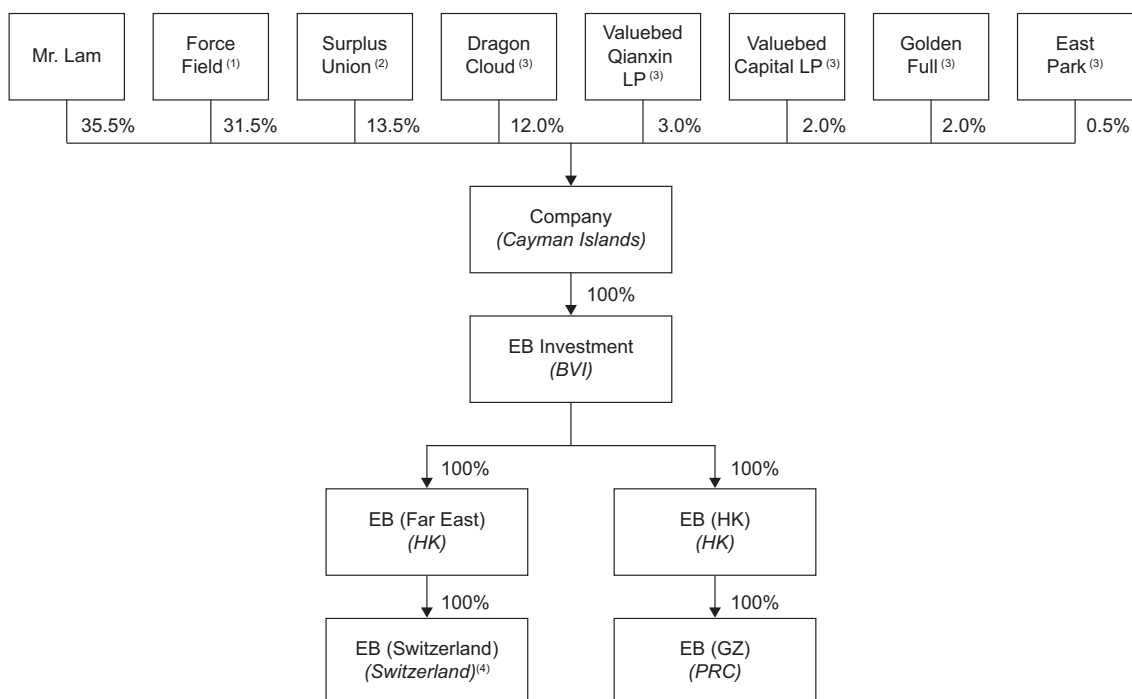 Mr. Lam
Force
Field (1)
Surplus
Union (2)
Dragon
Cloud (3)
Valuebed
Qianxin
LP (3)
Valuebed
Capital LP (3)
Golden
Full (3)
East
Park (3)
35.5%
31.5%
13.5%
12.0%
3.0%
2.0%
2.0%
0.5%
Company
(Cayman Islands)
100%
EB Investment
(BVI)
100%
100%
EB (Far East)
(HK)
EB (HK)
(HK)
100%
100%
EB (Switzerland)
(Switzerland)(4)
EB (GZ)
(PRC)